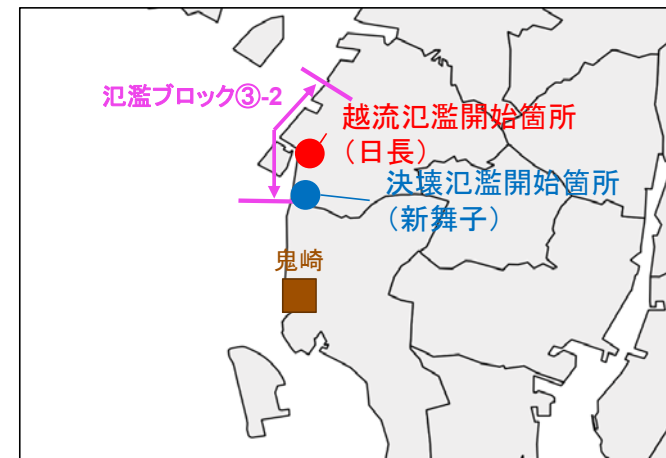 氾濫ブロック③-2
越流氾濫開始箇所
（日長）
決壊氾濫開始箇所
（新舞子）
鬼崎